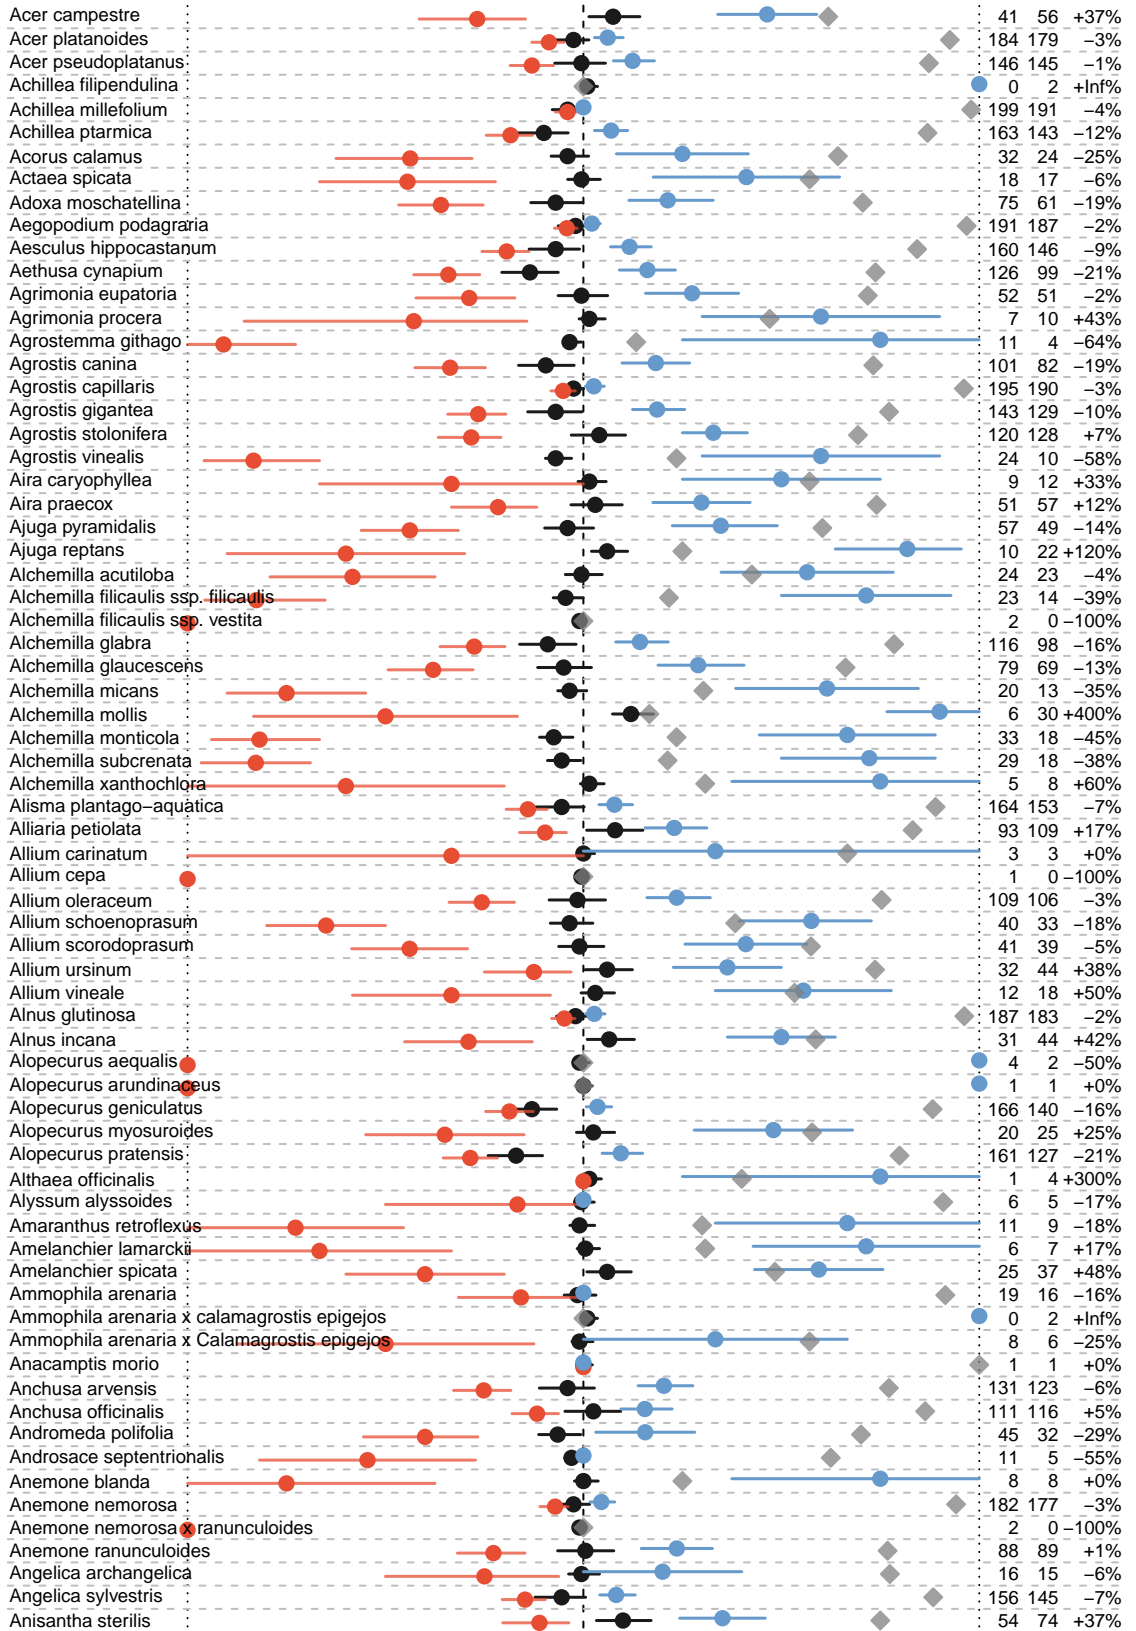 Acer campestre 41 56 +37%
Acer platanoides 184 179 −3%
Acer pseudoplatanus 146 145 −1%
Achillea filipendulina 0 2 +Inf%
Achillea millefolium 199 191 −4%
Achillea ptarmica 163 143 −12%
Acorus calamus 32 24 −25%
Actaea spicata 18 17 −6%
Adoxa moschatellina 75 61 −19%
Aegopodium podagraria 191 187 −2%
Aesculus hippocastanum 160 146 −9%
Aethusa cynapium 126 99 −21%
Agrimonia eupatoria 52 51 −2%
Agrimonia procera 7 10 +43%
Agrostemma githago 11 4 −64%
Agrostis canina 101 82 −19%
Agrostis capillaris 195 190 −3%
Agrostis gigantea 143 129 −10%
Agrostis stolonifera 120 128 +7%
Agrostis vinealis 24 10 −58%
Aira caryophyllea 9 12 +33%
Aira praecox 51 57 +12%
Ajuga pyramidalis 57 49 −14%
Ajuga reptans 10 22 +120%
Alchemilla acutiloba 24 23 −4%
Alchemilla filicaulis ssp. filicaulis 23 14 −39%
Alchemilla filicaulis ssp. vestita 2 0 −100%
Alchemilla glabra 116 98 −16%
Alchemilla glaucescens 79 69 −13%
Alchemilla micans 20 13 −35%
Alchemilla mollis 6 30 +400%
Alchemilla monticola 33 18 −45%
Alchemilla subcrenata 29 18 −38%
Alchemilla xanthochlora 5 8 +60%
Alisma plantago−aquatica 164 153 −7%
Alliaria petiolata 93 109 +17%
Allium carinatum 3 3 +0%
Allium cepa 1 0 −100%
Allium oleraceum 109 106 −3%
Allium schoenoprasum 40 33 −18%
Allium scorodoprasum 41 39 −5%
Allium ursinum 32 44 +38%
Allium vineale 12 18 +50%
Alnus glutinosa 187 183 −2%
Alnus incana 31 44 +42%
Alopecurus aequalis 4 2 −50%
Alopecurus arundinaceus 1 1 +0%
Alopecurus geniculatus 166 140 −16%
Alopecurus myosuroides 20 25 +25%
Alopecurus pratensis 161 127 −21%
Althaea officinalis 1 4 +300%
Alyssum alyssoides 6 5 −17%
Amaranthus retroflexus 11 9 −18%
Amelanchier lamarckii 6 7 +17%
Amelanchier spicata 25 37 +48%
Ammophila arenaria 19 16 −16%
Ammophila arenaria x calamagrostis epigejos 0 2 +Inf%
Ammophila arenaria x Calamagrostis epigejos 8 6 −25%
Anacamptis morio 1 1 +0%
Anchusa arvensis 131 123 −6%
Anchusa officinalis 111 116 +5%
Andromeda polifolia 45 32 −29%
Androsace septentrionalis 11 5 −55%
Anemone blanda 8 8 +0%
Anemone nemorosa 182 177 −3%
Anemone nemorosa x ranunculoides 2 0 −100%
Anemone ranunculoides 88 89 +1%
Angelica archangelica 16 15 −6%
Angelica sylvestris 156 145 −7%
Anisantha sterilis 54 74 +37%